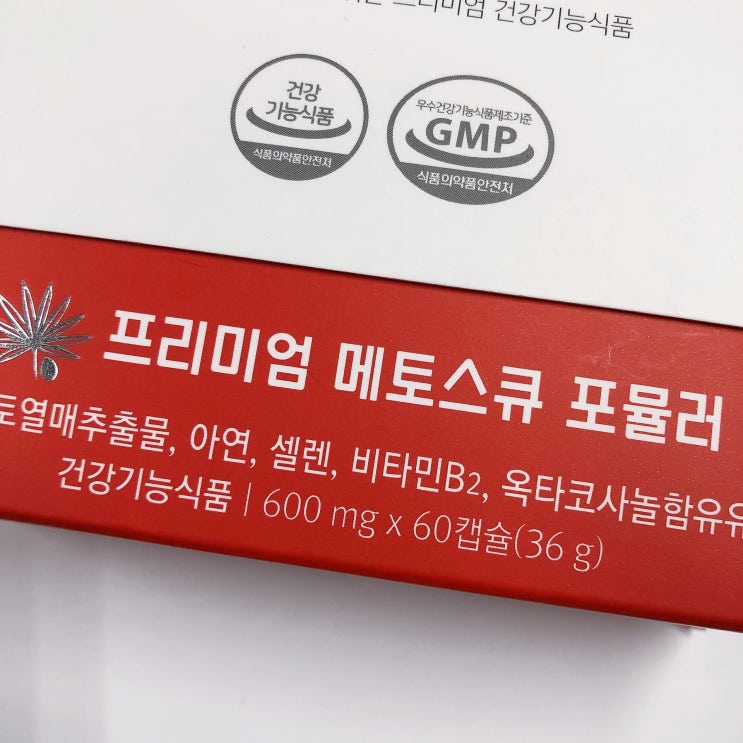 프리미엄 건강기능식품
건강
기능식품
식품의약품안전처
우수건강기능식품제조기준
GMP
식품의약품안전처
프리미엄 메토스큐 포뮬러
토열매추출물, 아연, 셀렌, 비타민B2, 옥타코사놀함유유
건강기능식품 | 600 mg x 60캡슐(36 g)